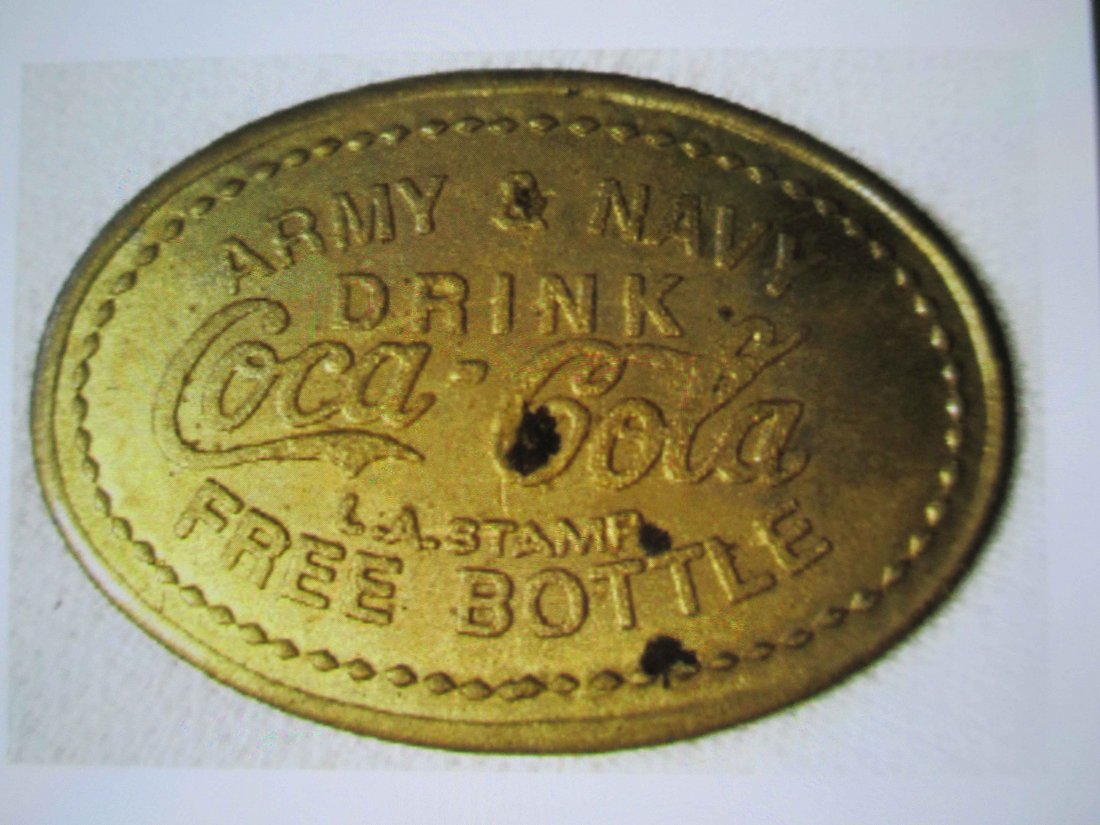 ARMY & NAVY
DRINK
Coca-Cola
L.A. STAMP
FREE BOTTLE